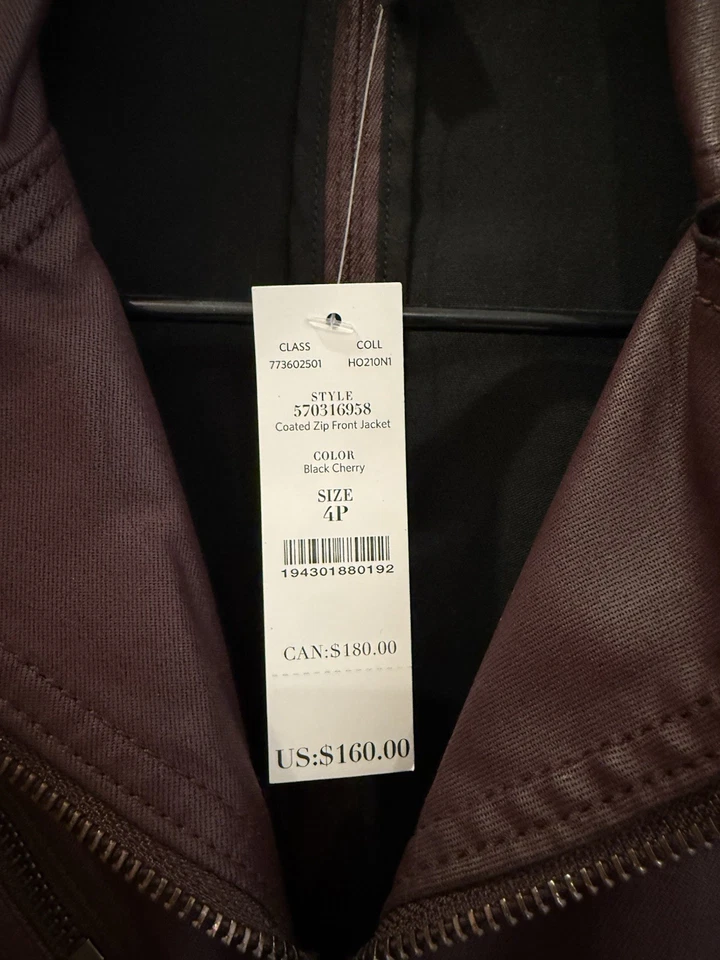 CLASS COLL
773602501 HO210N1
STYLE
570316958
Coated Zip Front Jacket
COLOR
Black Cherry
SIZE
4P
194301880192
CAN:$180.00
US:$160.00